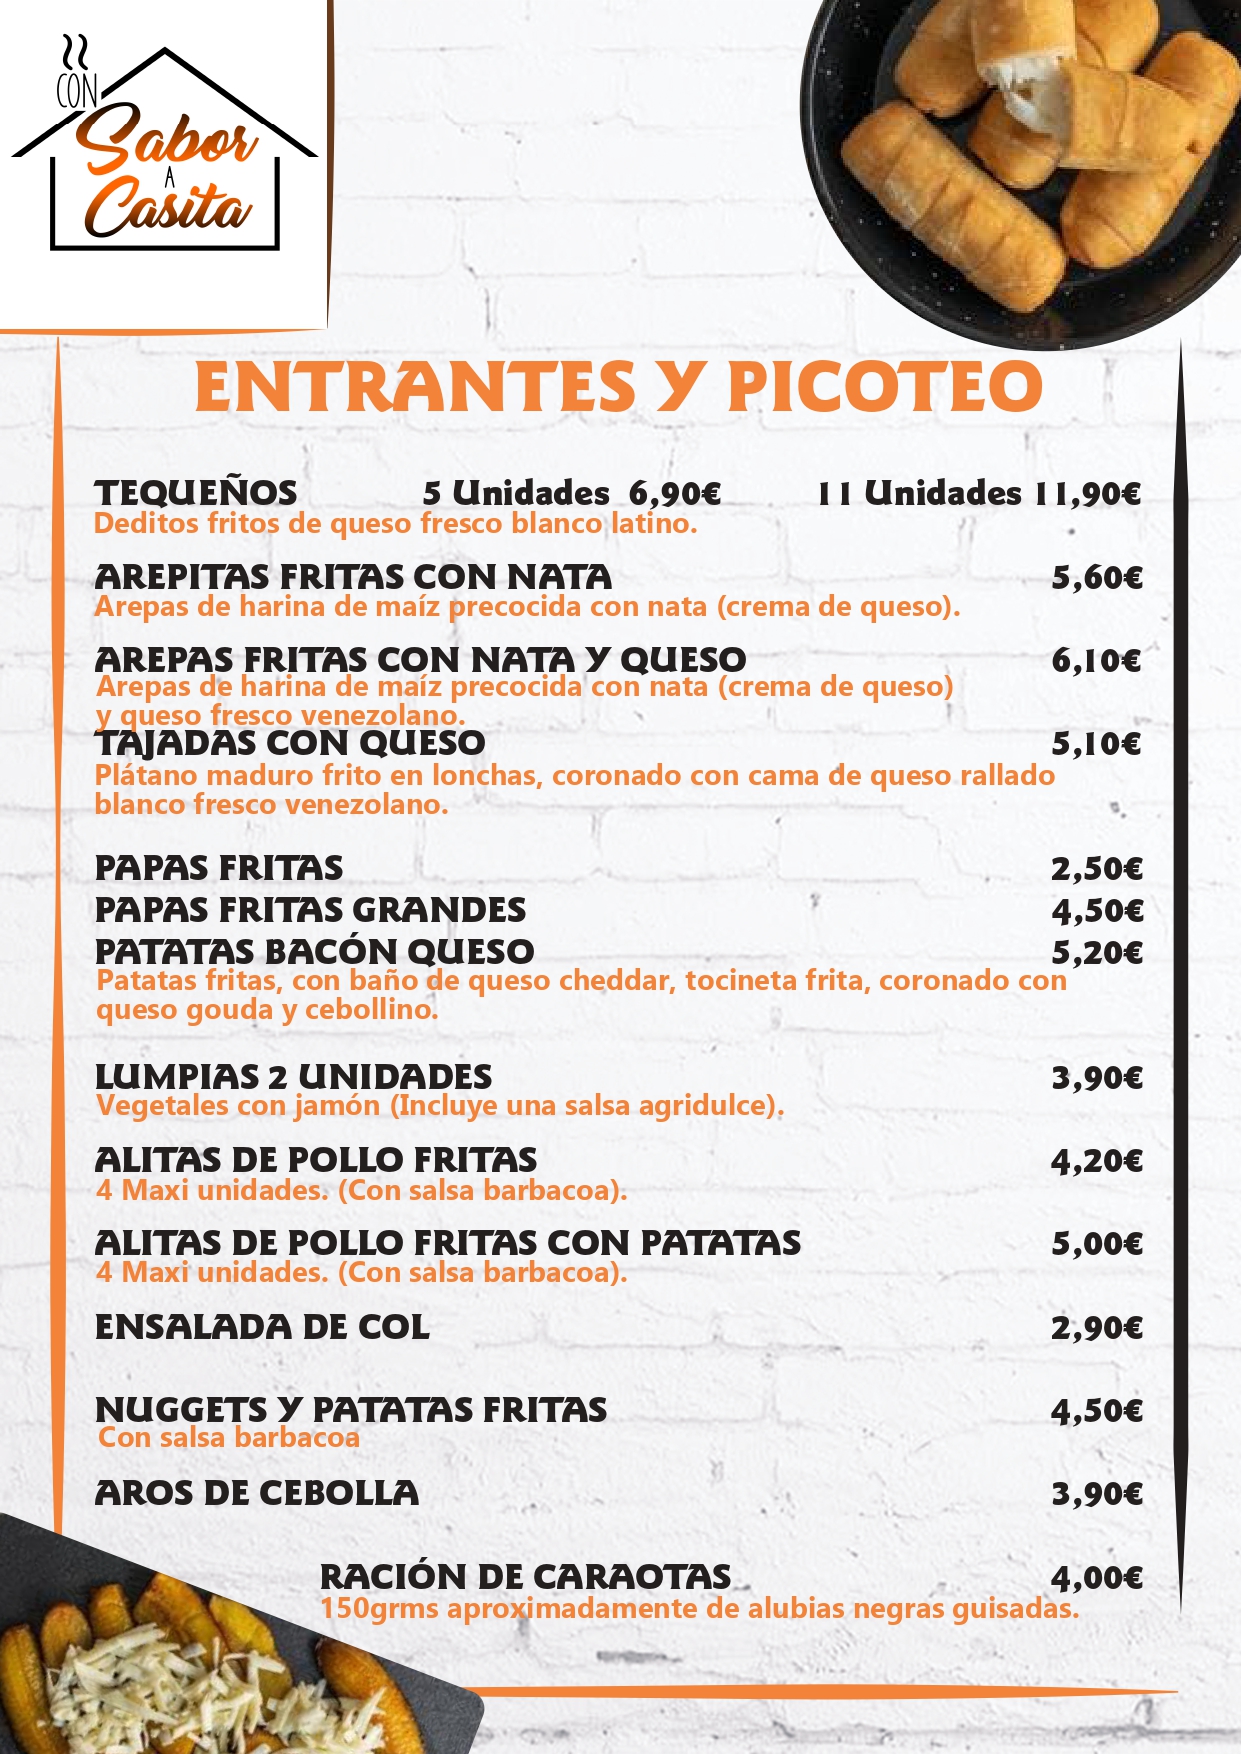 CON
Sabor
A
Casita
ENTRANTES Y PICOTEO
TEQUEÑOS 5 Unidades 6,90€ 11 Unidades 11,90€
Deditos fritos de queso fresco blanco latino.
AREPITAS FRITAS CON NATA 5,60€
Arepas de harina de maíz precocida con nata (crema de queso).
AREPAS FRITAS CON NATA Y QUESO 6,10€
Arepas de harina de maíz precocida con nata (crema de queso)
y queso fresco venezolano.
TAJADAS CON QUESO 5,10€
Plátano maduro frito en lonchas, coronado con cama de queso rallado
blanco fresco venezolano.
PAPAS FRITAS 2,50€
PAPAS FRITAS GRANDES 4,50€
PATATAS BACÓN QUESO 5,20€
Patatas fritas, con baño de queso cheddar, tocineta frita, coronado con
queso gouda y cebollino.
LUMPIAS 2 UNIDADES 3,90€
Vegetales con jamón (Incluye una salsa agridulce).
ALITAS DE POLLO FRITAS 4,20€
4 Maxi unidades. (Con salsa barbacoa).
ALITAS DE POLLO FRITAS CON PATATAS 5,00€
4 Maxi unidades. (Con salsa barbacoa).
ENSALADA DE COL 2,90€
NUGGETS Y PATATAS FRITAS 4,50€
Con salsa barbacoa
AROS DE CEBOLLA 3,90€
RACIÓN DE CARAOTAS 4,00€
150grms aproximadamente de alubias negras guisadas.